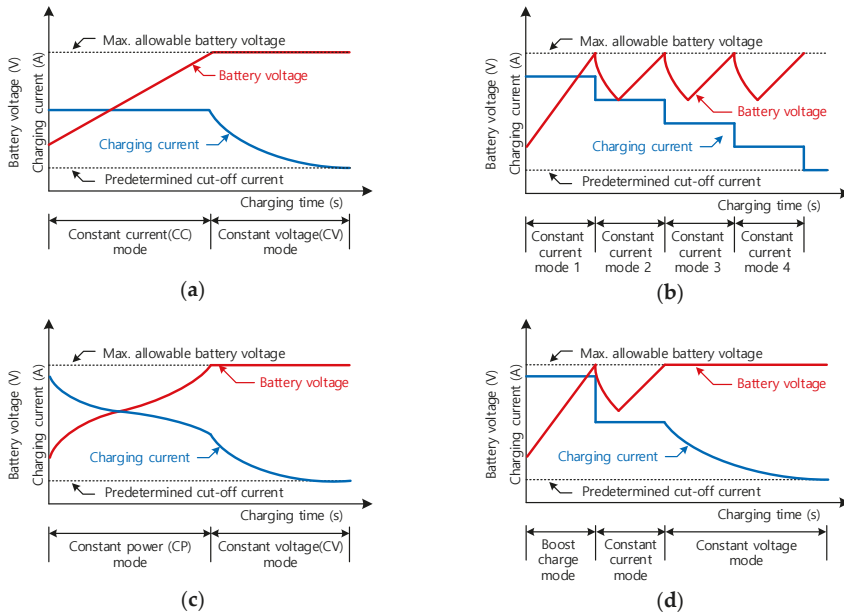 Max. allowable battery voltage
Battery voltage
Charging current
Predetermined cut-off current
Battery voltage (V)
Charging current (A)
Charging time (s)
Constant current(CC)
mode
Constant voltage(CV)
mode
(a)
Max. allowable battery voltage
Battery voltage
Charging current
Predetermined cut-off current
Battery voltage (V)
Charging current (A)
Charging time (s)
Constant
current
mode 1
Constant
current
mode 2
Constant
current
mode 3
Constant
current
mode 4
(b)
Max. allowable battery voltage
Battery voltage
Charging current
Predetermined cut-off current
Battery voltage (V)
Charging current (A)
Charging time (s)
Constant power (CP)
mode
Constant voltage(CV)
mode
(c)
Max. allowable battery voltage
Battery voltage
Charging current
Predetermined cut-off current
Battery voltage (V)
Charging current (A)
Charging time (s)
Boost
charge mode
Constant
current mode
Constant voltage
mode
(d)